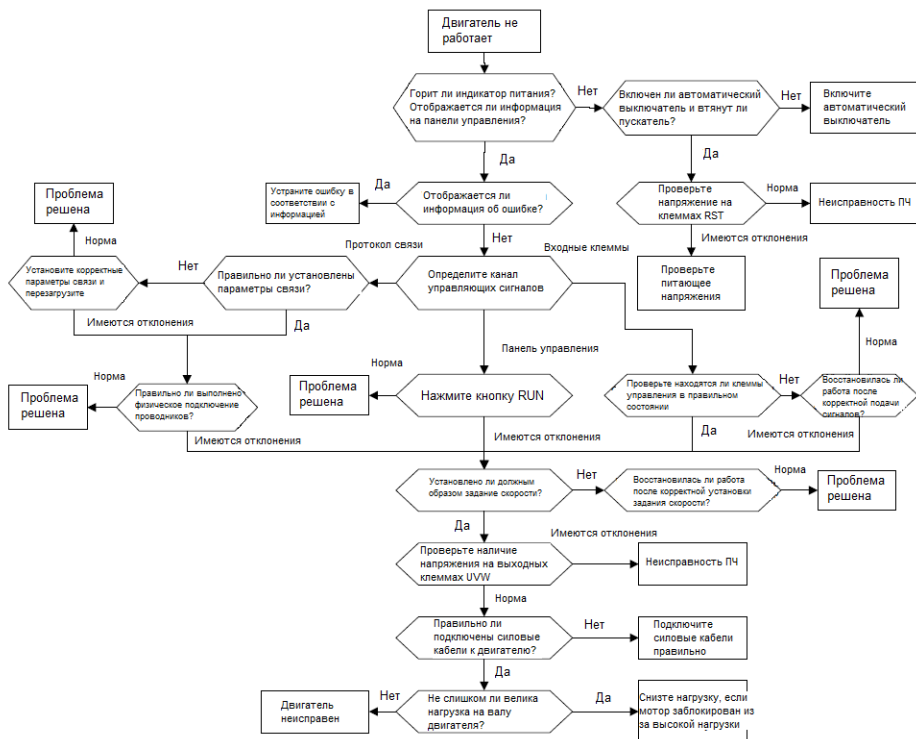 Двигатель не
работает
Горит ли индикатор питания?
Отображается ли информация
на панели управления?
Нет
Включен ли автоматический
выключатель и втянут ли
пускатель?
Нет
Включите
автоматический
выключатель
Да
Да
Проблема
решена
Устраните ошибку в
соответствии с
информацией
Да
Отображается ли
информация об ошибке?
Проверьте
напряжение на
клеммах RST
Норма
Неисправность ПЧ
Норма
Протокол связи
Нет
Входные клеммы
Имеются отклонения
Установите корректные
параметры связи и
перезагрузите
Нет
Правильно ли установлены
параметры связи?
Определите канал
управляющих сигналов
Проверьте
питающее
напряжения
Проблема
решена
Имеются отклонения
Да
Панель управления
Норма
Проблема
решена
Норма
Правильно ли выполнено
физическое подключение
проводников?
Проблема
решена
Норма
Нажмите кнопку RUN
Проверьте находятся ли клеммы
управления в правильном
состоянии
Нет
Восстановилась ли
работа после
корректной подачи
сигналов?
Имеются отклонения
Имеются отклонения
Да
Имеются отклонения
Установлено ли должным
образом задание скорости?
Нет
Восстановилась ли работа
после корректной установки
задания скорости?
Норма
Проблема
решена
Да
Имеются отклонения
Проверьте наличие
напряжения на выходных
клеммах UVW
Неисправность ПЧ
Норма
Правильно ли
подключены силовые
кабели к двигателю?
Нет
Подключите
силовые кабели
правильно
Да
Двигатель
неисправен
Нет
Не слишком ли велика
нагрузка на валу
двигателя?
Да
Снизте нагрузку, если
мотор заблокирован из
за высокой нагрузки